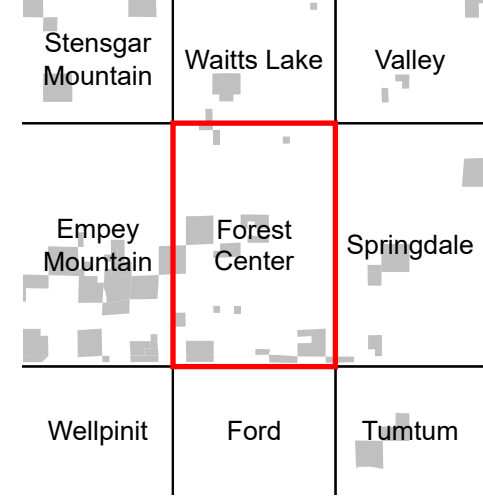 Stensgar
Mountain
Waitts Lake
Valley
Empey
Mountain
Forest
Center
Springdale
Wellpinit
Ford
Tumtum